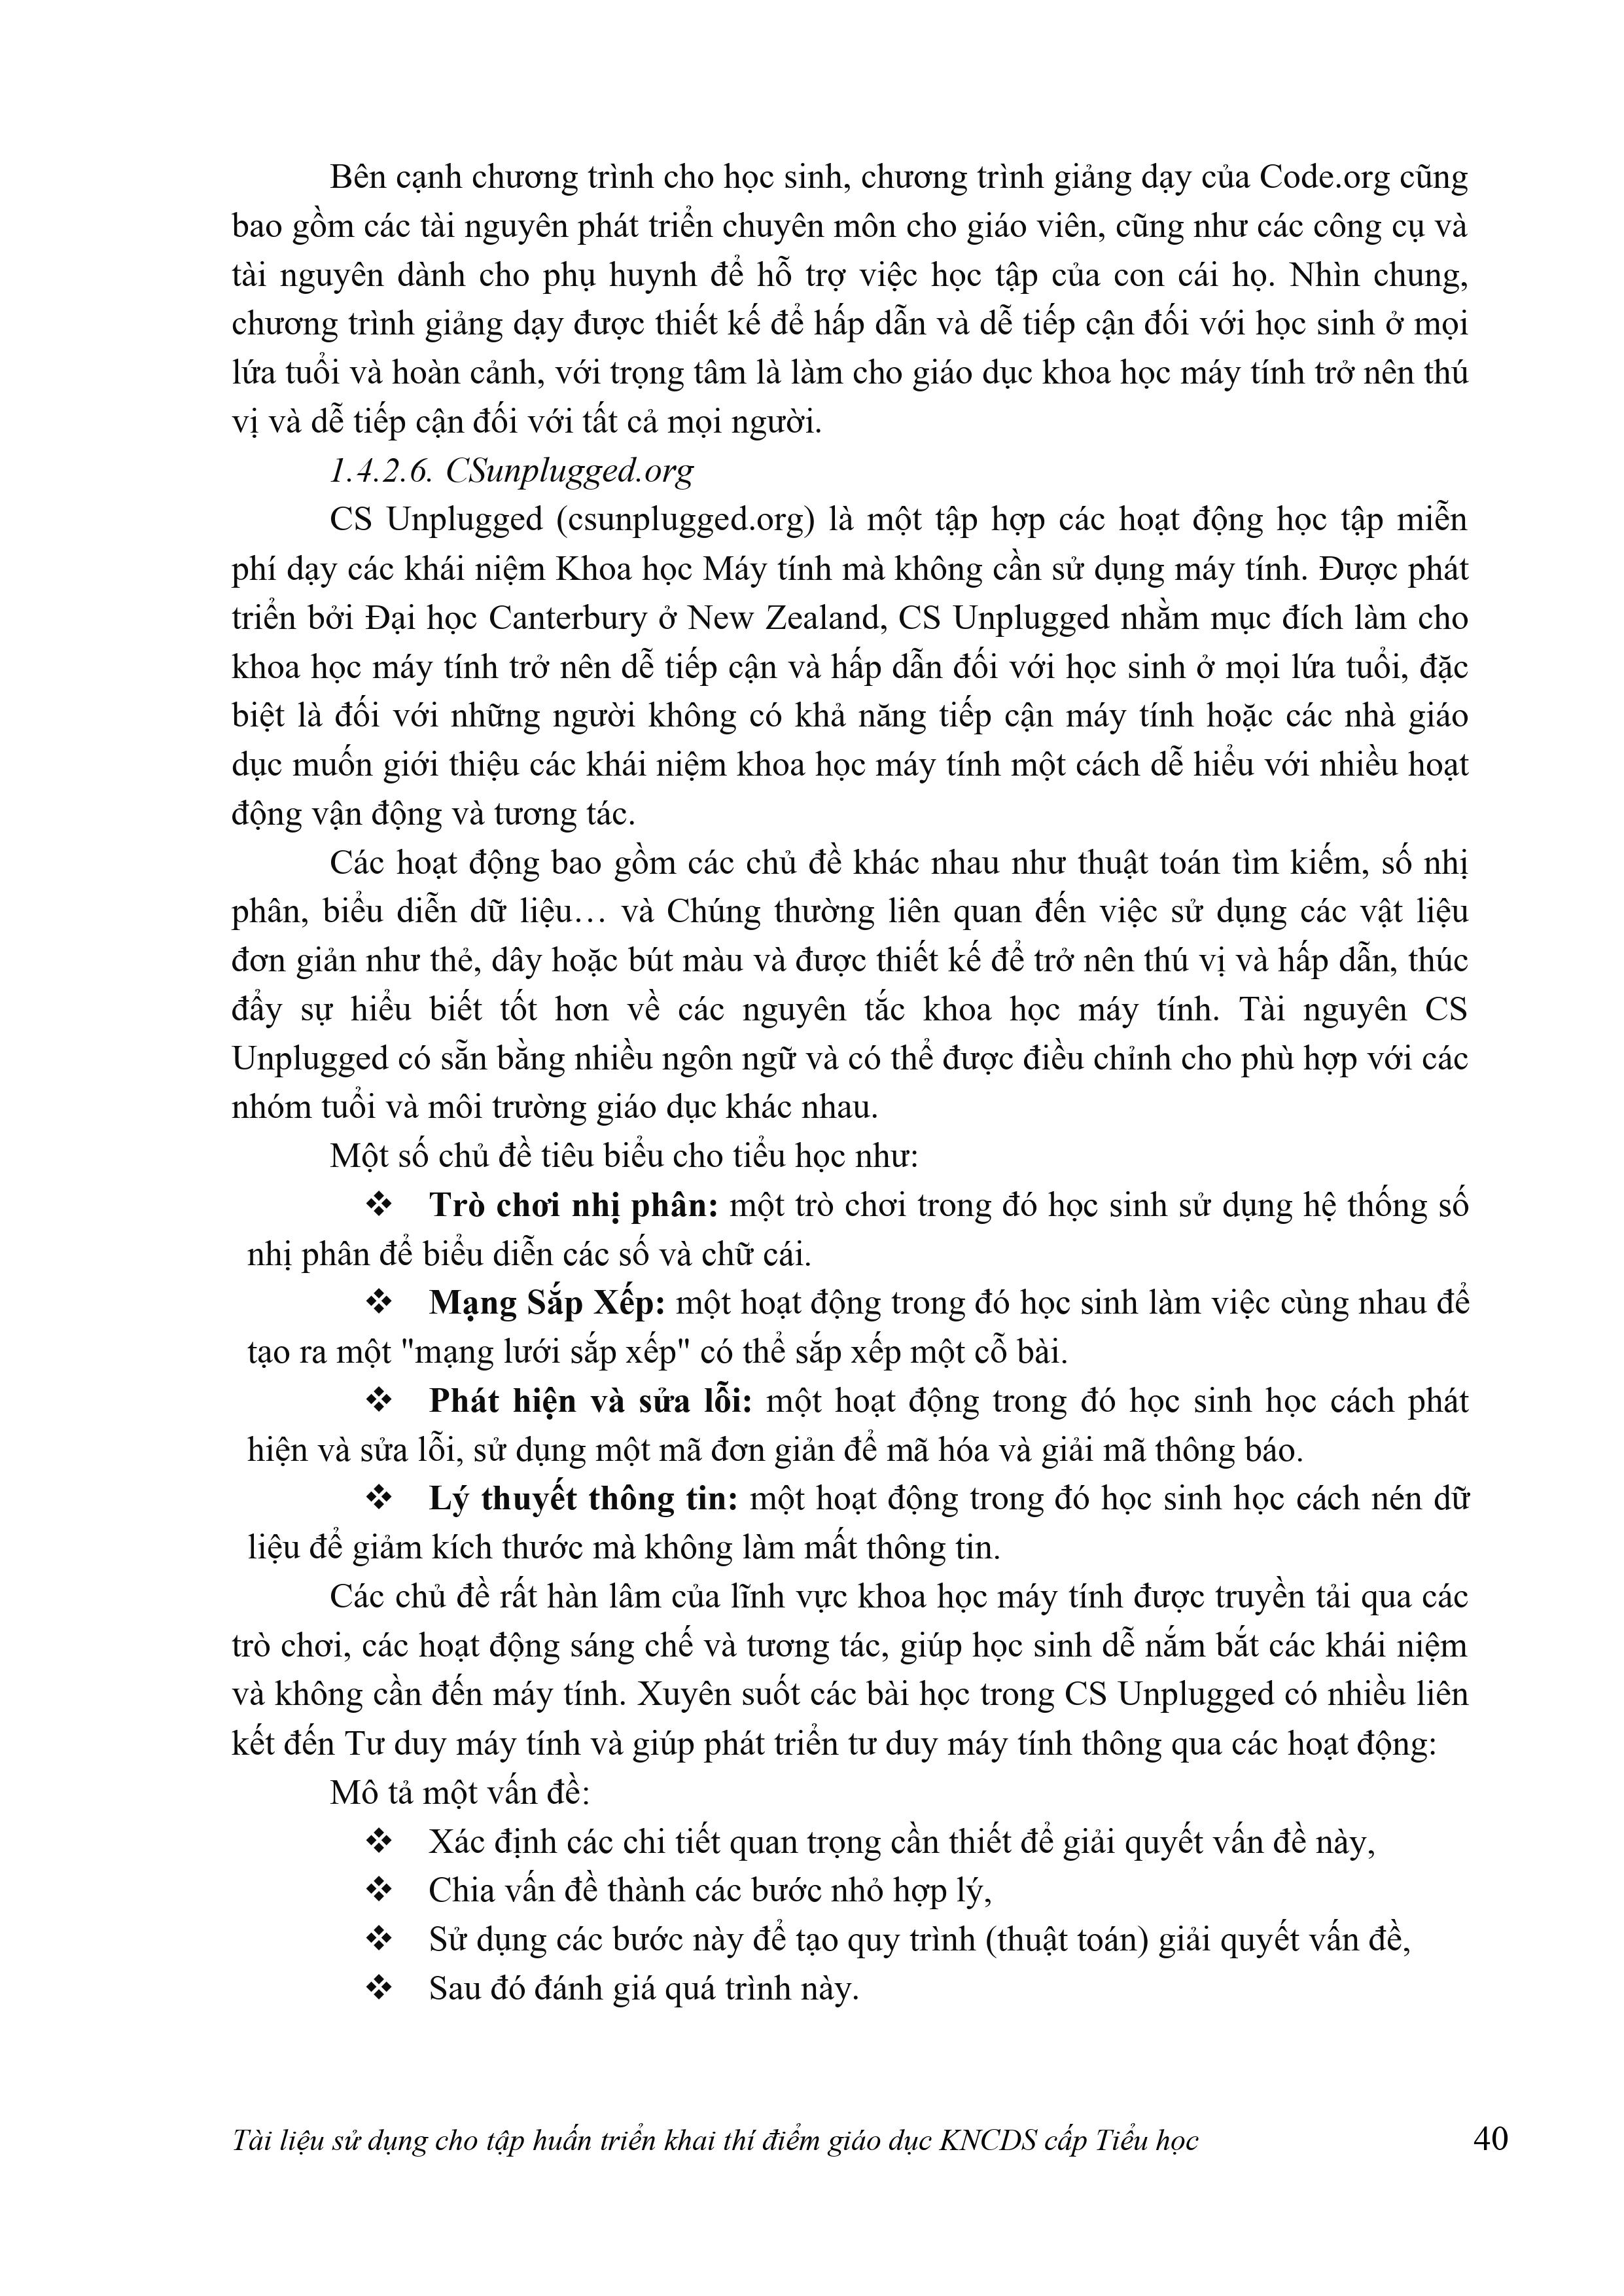 Bên cạnh chương trình cho học sinh, chương trình giảng dạy của Code.org cũng
bao gồm các tài nguyên phát triển chuyên môn cho giáo viên, cũng như các công cụ và
tài nguyên dành cho phụ huynh để hỗ trợ việc học tập của con cái họ. Nhìn chung,
chương trình giảng dạy được thiết kế để hấp dẫn và dễ tiếp cận đối với học sinh ở mọi
lứa tuổi và hoàn cảnh, với trọng tâm là làm cho giáo dục khoa học máy tính trở nên thú
vị và dễ tiếp cận đối với tất cả mọi người.
1.4.2.6. CSunplugged.org
CS Unplugged (csunplugged.org) là một tập hợp các hoạt động học tập miễn
phí dạy các khái niệm Khoa học Máy tính mà không cần sử dụng máy tính. Được phát
triển bởi Đại học Canterbury ở New Zealand, CS Unplugged nhằm mục đích làm cho
khoa học máy tính trở nên dễ tiếp cận và hấp dẫn đối với học sinh ở mọi lứa tuổi, đặc
biệt là đối với những người không có khả năng tiếp cận máy tính hoặc các nhà giáo
dục muốn giới thiệu các khái niệm khoa học máy tính một cách dễ hiểu với nhiều hoạt
động vận động và tương tác.
Các hoạt động bao gồm các chủ đề khác nhau như thuật toán tìm kiếm, số nhị
phân, biểu diễn dữ liệu… và Chúng thường liên quan đến việc sử dụng các vật liệu
đơn giản như thẻ, dây hoặc bút màu và được thiết kế để trở nên thú vị và hấp dẫn, thúc
đẩy sự hiểu biết tốt hơn về các nguyên tắc khoa học máy tính. Tài nguyên CS
Unplugged có sẵn bằng nhiều ngôn ngữ và có thể được điều chỉnh cho phù hợp với các
nhóm tuổi và môi trường giáo dục khác nhau.
Một số chủ đề tiêu biểu cho tiểu học như:
❖ Trò chơi nhị phân: một trò chơi trong đó học sinh sử dụng hệ thống số
nhị phân để biểu diễn các số và chữ cái.
❖ Mạng Sắp Xếp: một hoạt động trong đó học sinh làm việc cùng nhau để
tạo ra một "mạng lưới sắp xếp" có thể sắp xếp một cỗ bài.
❖ Phát hiện và sửa lỗi: một hoạt động trong đó học sinh học cách phát
hiện và sửa lỗi, sử dụng một mã đơn giản để mã hóa và giải mã thông báo.
❖ Lý thuyết thông tin: một hoạt động trong đó học sinh học cách nén dữ
liệu để giảm kích thước mà không làm mất thông tin.
Các chủ đề rất hàn lâm của lĩnh vực khoa học máy tính được truyền tải qua các
trò chơi, các hoạt động sáng chế và tương tác, giúp học sinh dễ nắm bắt các khái niệm
và không cần đến máy tính. Xuyên suốt các bài học trong CS Unplugged có nhiều liên
kết đến Tư duy máy tính và giúp phát triển tư duy máy tính thông qua các hoạt động:
Mô tả một vấn đề:
❖ Xác định các chi tiết quan trọng cần thiết để giải quyết vấn đề này,
❖ Chia vấn đề thành các bước nhỏ hợp lý,
❖ Sử dụng các bước này để tạo quy trình (thuật toán) giải quyết vấn đề,
❖ Sau đó đánh giá quá trình này.
Tài liệu sử dụng cho tập huấn triển khai thí điểm giáo dục KNCDS cấp Tiểu học 40